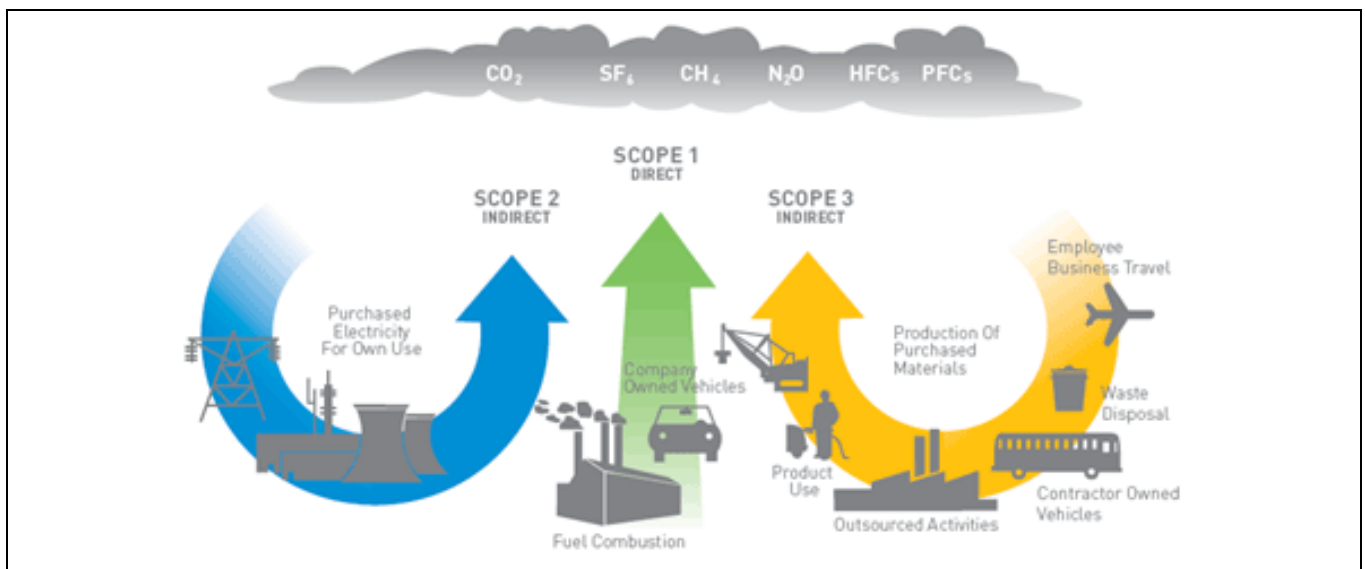 CO₂ SF₆ CH₄ N₂O HFCs PFCs
SCOPE 1
DIRECT
SCOPE 2
INDIRECT
SCOPE 3
INDIRECT
Purchased
Electricity
For Own Use
Company
Owned Vehicles
Fuel Combustion
Employee
Business Travel
Production Of
Purchased
Materials
Waste
Disposal
Product
Use
Contractor Owned
Vehicles
Outsourced Activities